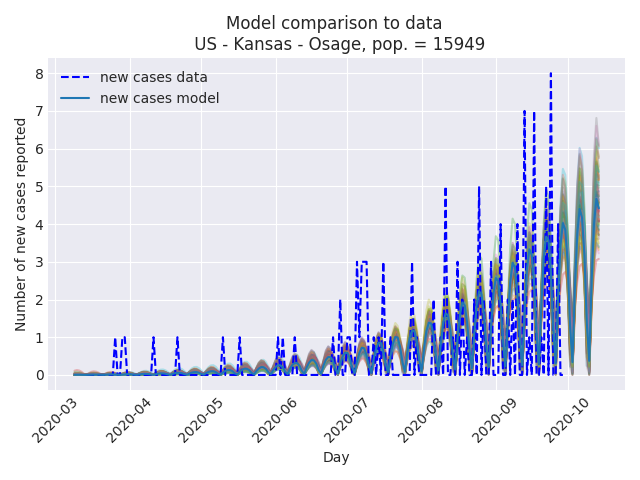 Model comparison to data
US - Kansas - Osage, pop. = 15949
new cases data
new cases model
Number of new cases reported
8
7
6
5
4
3
2
1
0
2020-03
2020-04
2020-05
2020-06
2020-07
2020-08
2020-09
2020-10
Day